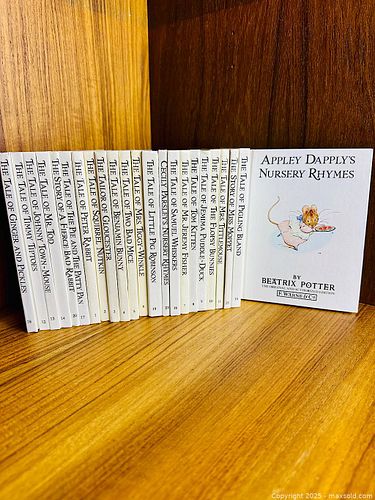 THE TALE OF GINGER AND PICKLES
THE TALE OF TIMMY TIPTOES
THE TALE OF JOHNNY TOWN-MOUSE
THE TALE OF MR. TOD
THE STORY OF A FIERCE BAD RABBIT
THE TALE OF THE PIE AND THE PATTY PAN
THE TALE OF PETER RABBIT
THE TALE OF SQUIRREL NUTKIN
THE TAILOR OF GLOUCESTER
THE TALE OF BENJAMIN BUNNY
THE TALE OF TWO BAD MICE
THE TALE OF MRS. TIGGY-WINKLE
THE TALE OF LITTLE PIG ROBINSON
CECILY PARSLEY'S NURSERY RHYMES
THE TALE OF SAMUEL WHISKERS
THE TALE OF MR. JEREMY FISHER
THE TALE OF TOM KITTEN
THE TALE OF JEMIMA PUDDLE-DUCK
THE TALE OF THE FLOPSY BUNNIES
THE TALE OF MRS. TITTLEMOUSE
THE STORY OF MISS MOPPET
THE TALE OF PIGLING BLAND
APPLEY DAPPLY'S
NURSERY RHYMES
BY
BEATRIX POTTER
THE ORIGINAL AND AUTHORIZED EDITION
F. WARNE & Co
Copyright 2025 - maxsold.com